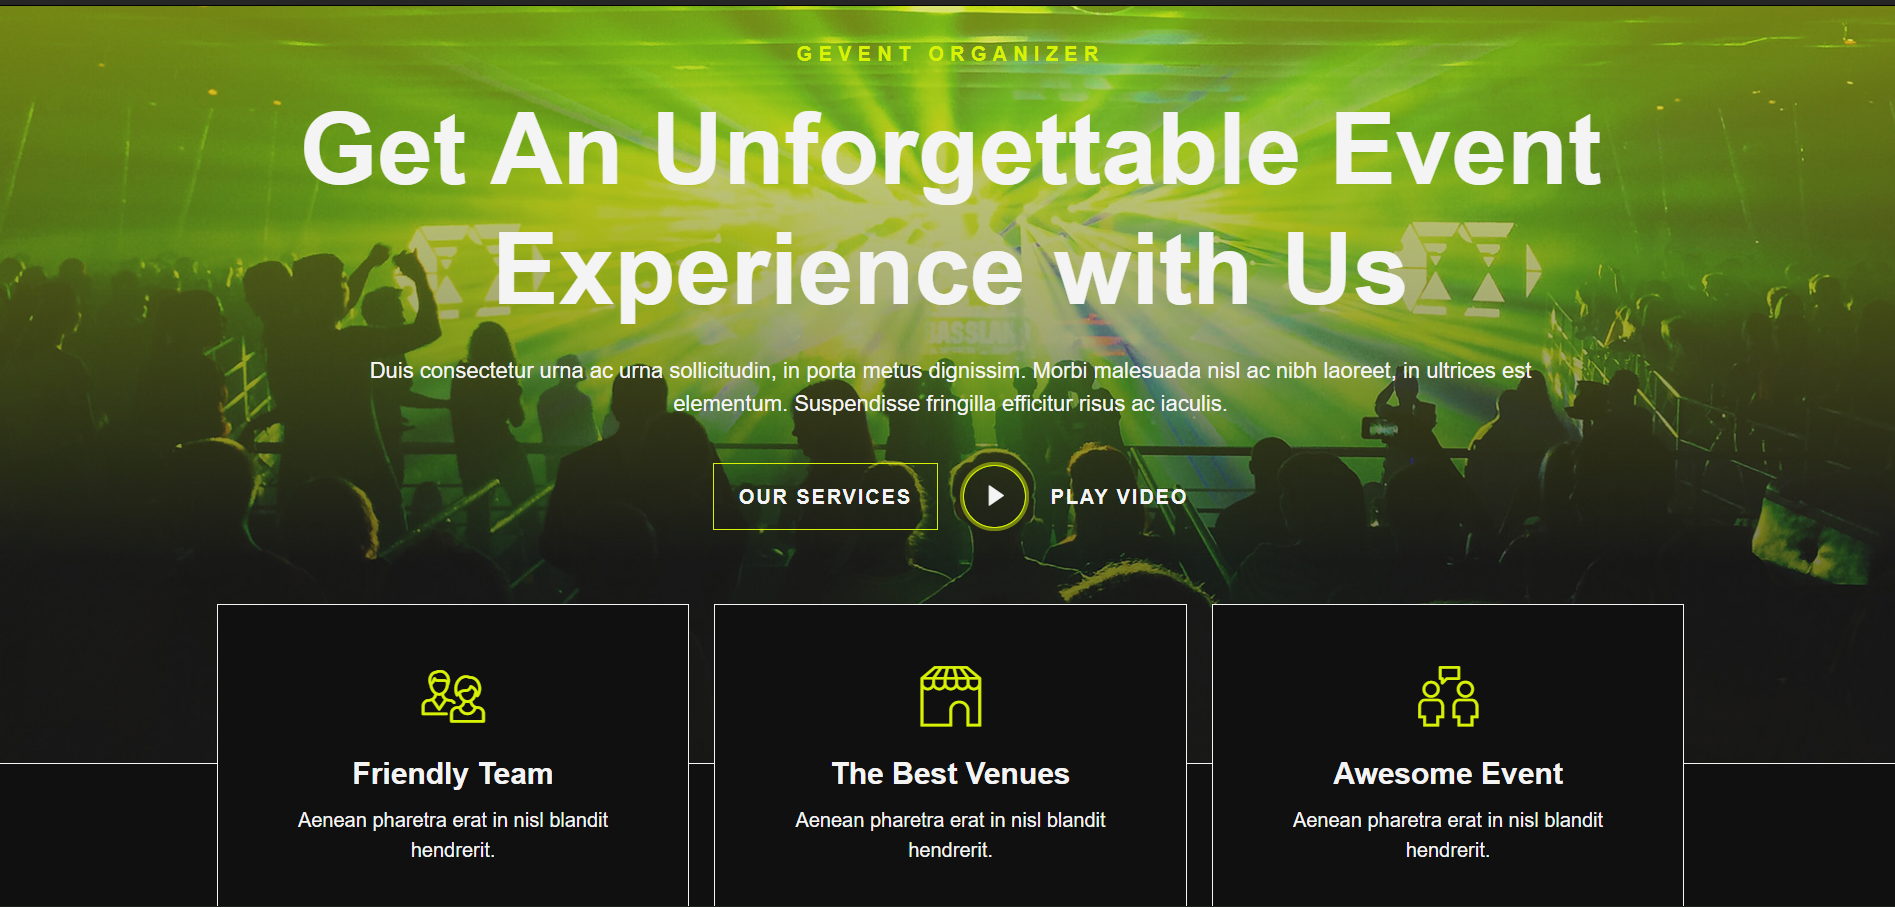 GEVENT ORGANIZER
Get An Unforgettable Event
Experience with Us
Duis consectetur urna ac urna sollicitudin, in porta metus dignissim. Morbi malesuada nisl ac nibh laoreet, in ultrices est
elementum. Suspendisse fringilla efficitur risus ac iaculis.
OUR SERVICES
PLAY VIDEO
Friendly Team
Aenean pharetra erat in nisl blandit
hendrerit.
The Best Venues
Aenean pharetra erat in nisl blandit
hendrerit.
Awesome Event
Aenean pharetra erat in nisl blandit
hendrerit.